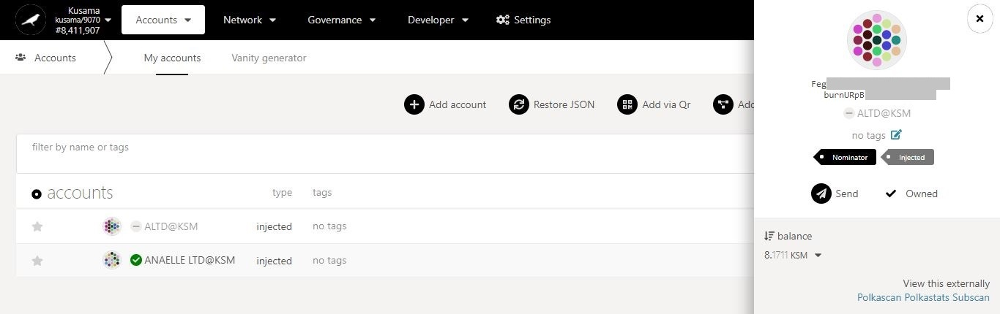 Kusama
kusama/9070
#8,411,907
Accounts
Network
Governance
Developer
Settings
Accounts
My accounts
Vanity generator
Add account
Restore JSON
Add via Qr
Add
filter by name or tags
accounts
type
tags
ALTD@KSM
injected
no tags
ANAELLE LTD@KSM
injected
no tags
Feg
burnURpB
ALTD@KSM
no tags
Nominator
Injected
Send
Owned
balance
8.1711 KSM
View this externally
Polkascan Polkastats Subscan